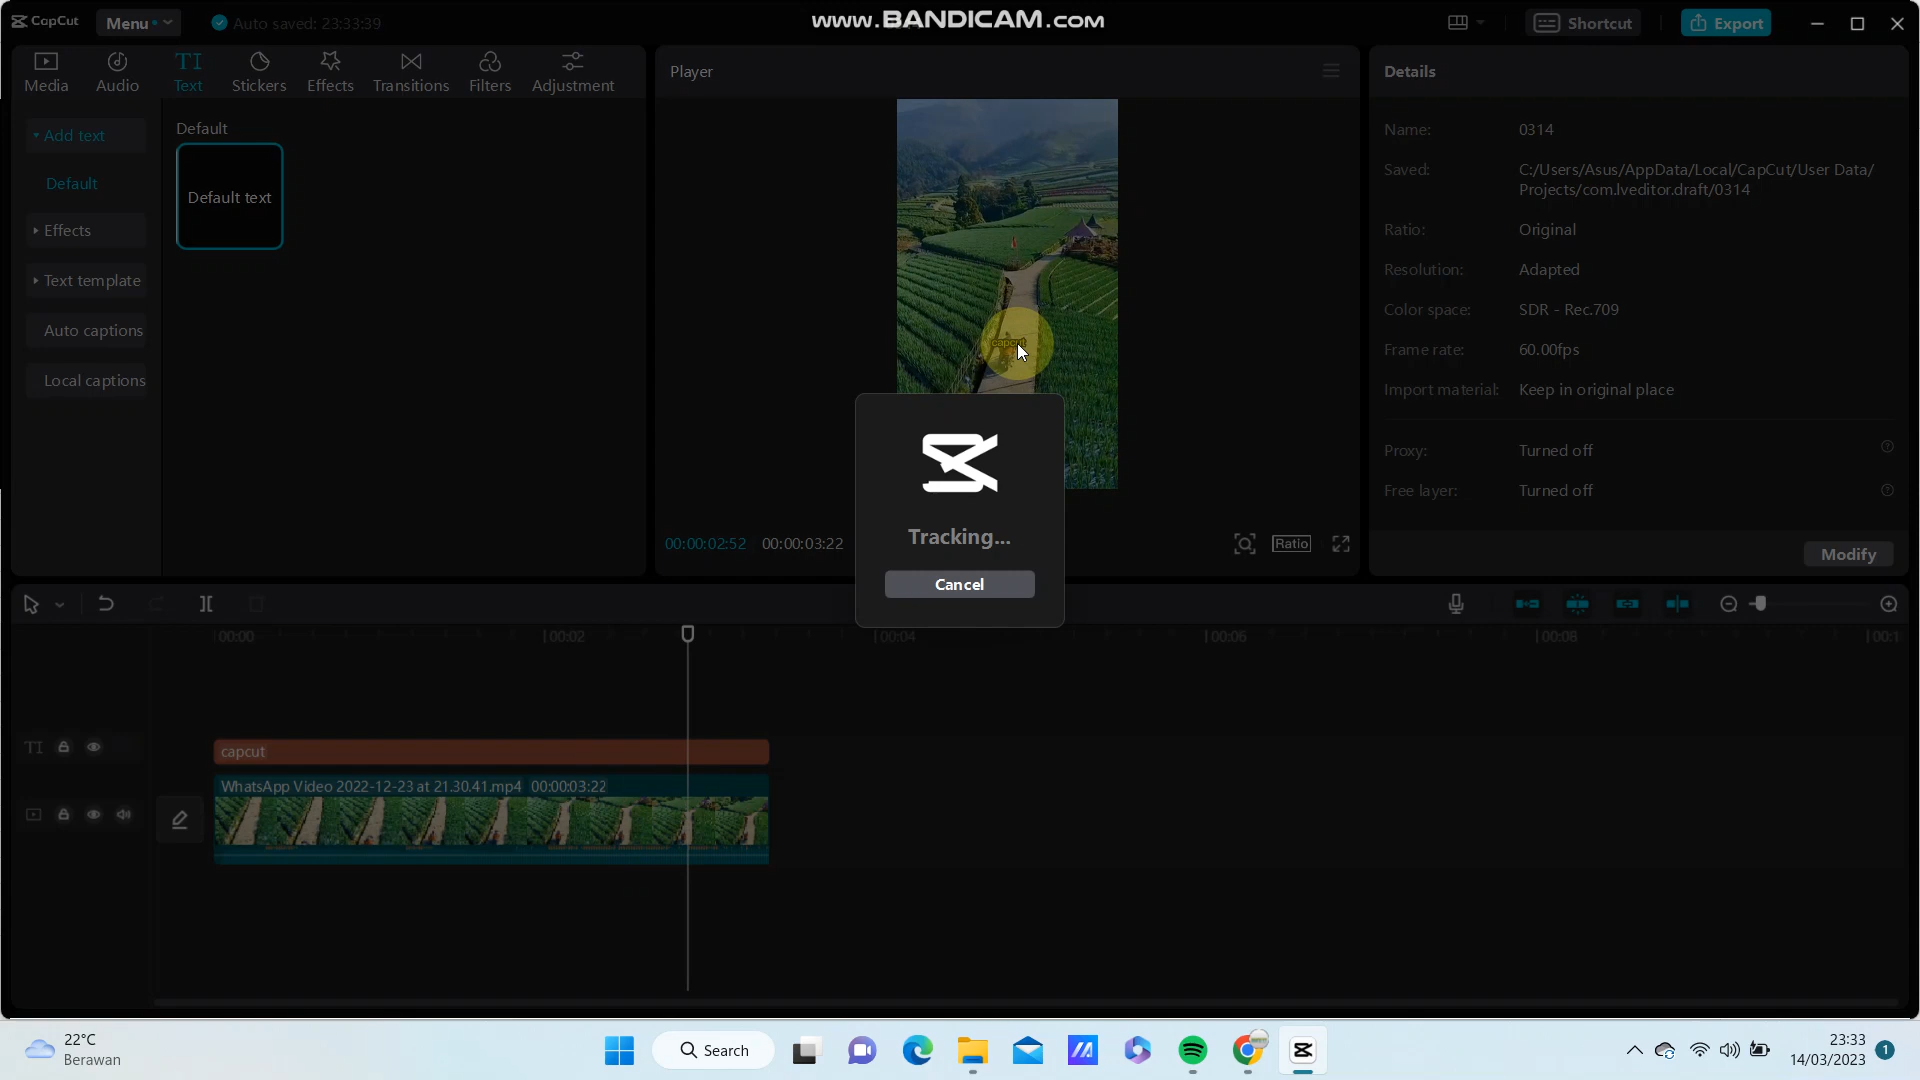 CapCut
Menu
Auto saved: 23:33:39
www.BANDICAM.com
Shortcut
Export
Media
Audio
TI
Text
Stickers
Effects
Transitions
Filters
Adjustment
Player
Details
Add text
Default
Effects
Text template
Auto captions
Local captions
Default
Default text
capcut
Name: 0314
Saved: C:/Users/Asus/AppData/Local/CapCut/User Data/
Projects/com.lveditor.draft/0314
Ratio: Original
Resolution: Adapted
Color space: SDR - Rec.709
Frame rate: 60.00fps
Import material: Keep in original place
Proxy: Turned off
Free layer: Turned off
Modify
00:00:02:52 00:00:03:22
Ratio
Tracking...
Cancel
00:00
00:02
00:04
00:06
00:08
00:1
TI
capcut
WhatsApp Video 2022-12-23 at 21.30.41.mp4 00:00:03:22
22°C
Berawan
Search
23:33
14/03/2023
1